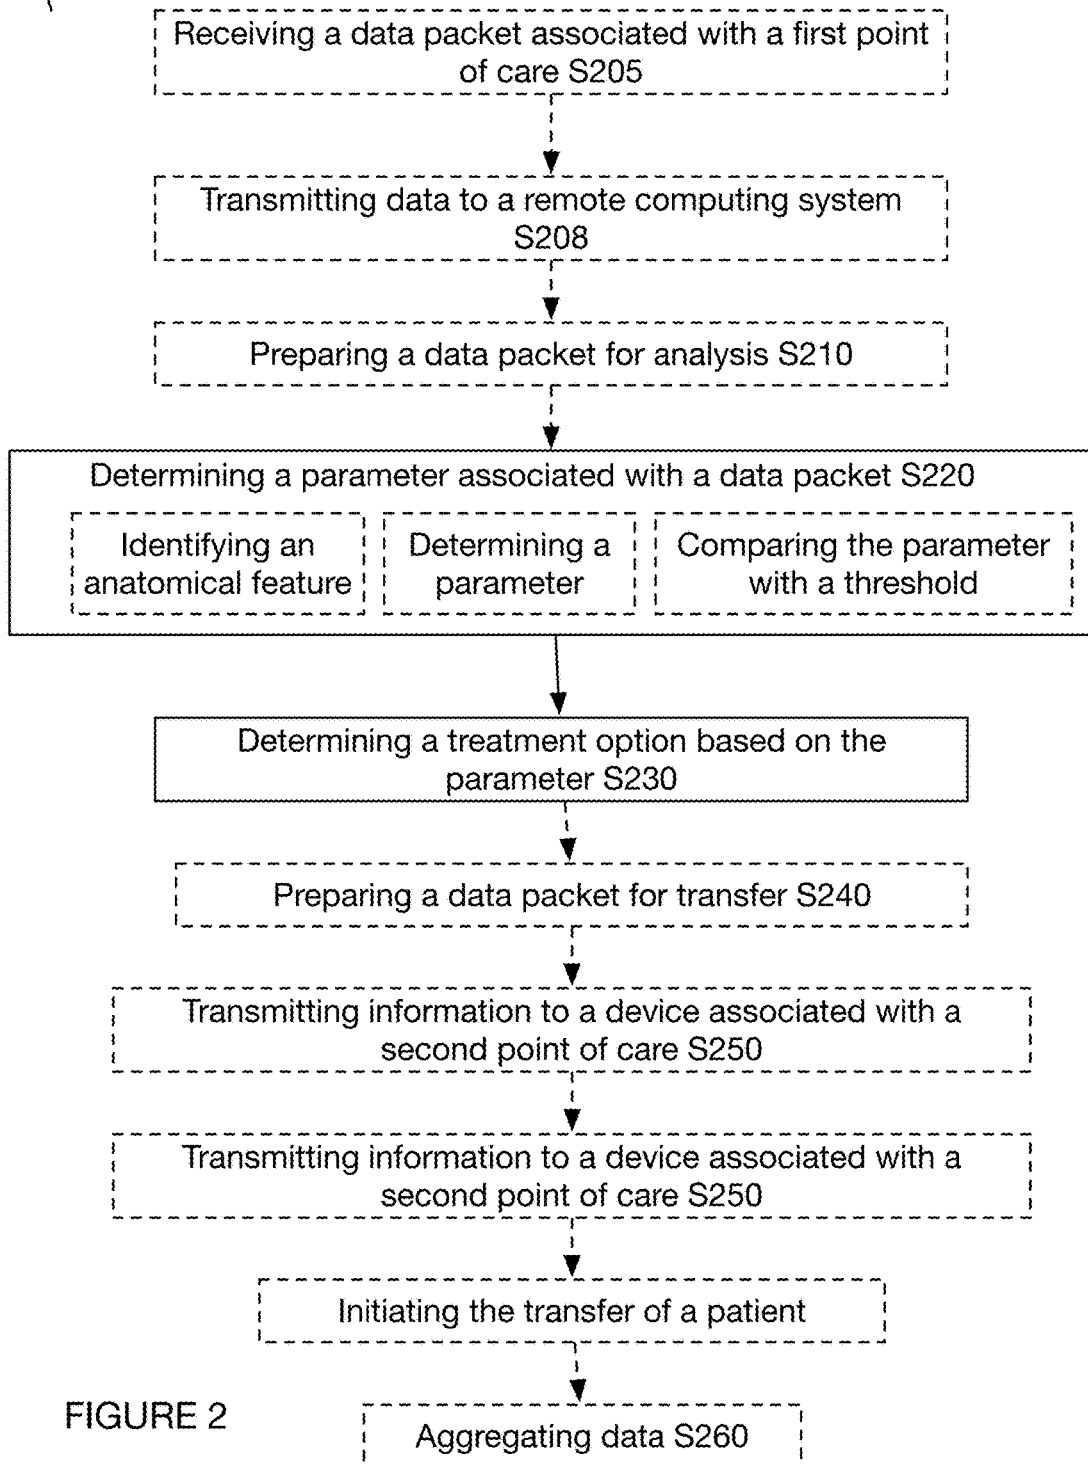 Receiving a data packet associated with a first point
of care S205
Transmitting data to a remote computing system
S208
Preparing a data packet for analysis S210
Determining a parameter associated with a data packet S220
Identifying an
anatomical feature
Determining a
parameter
Comparing the parameter
with a threshold
Determining a treatment option based on the
parameter S230
Preparing a data packet for transfer S240
Transmitting information to a device associated with a
second point of care S250
Transmitting information to a device associated with a
second point of care S250
Initiating the transfer of a patient
FIGURE 2
Aggregating data S260